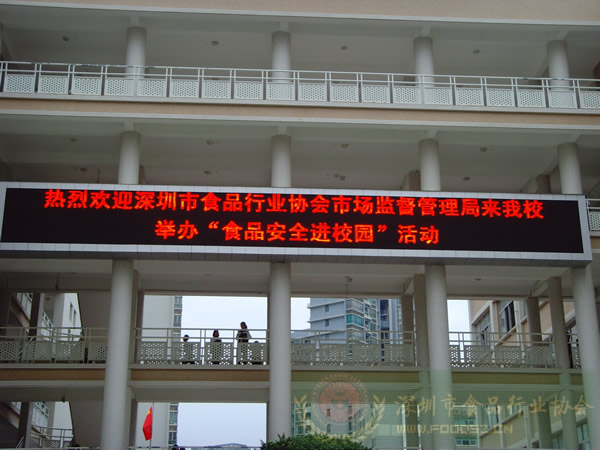 热烈欢迎深圳市食品行业协会市场监督管理局来我校
举办“食品安全进校园”活动
深圳市食品行业协会
WWW.FOODSZ.CN